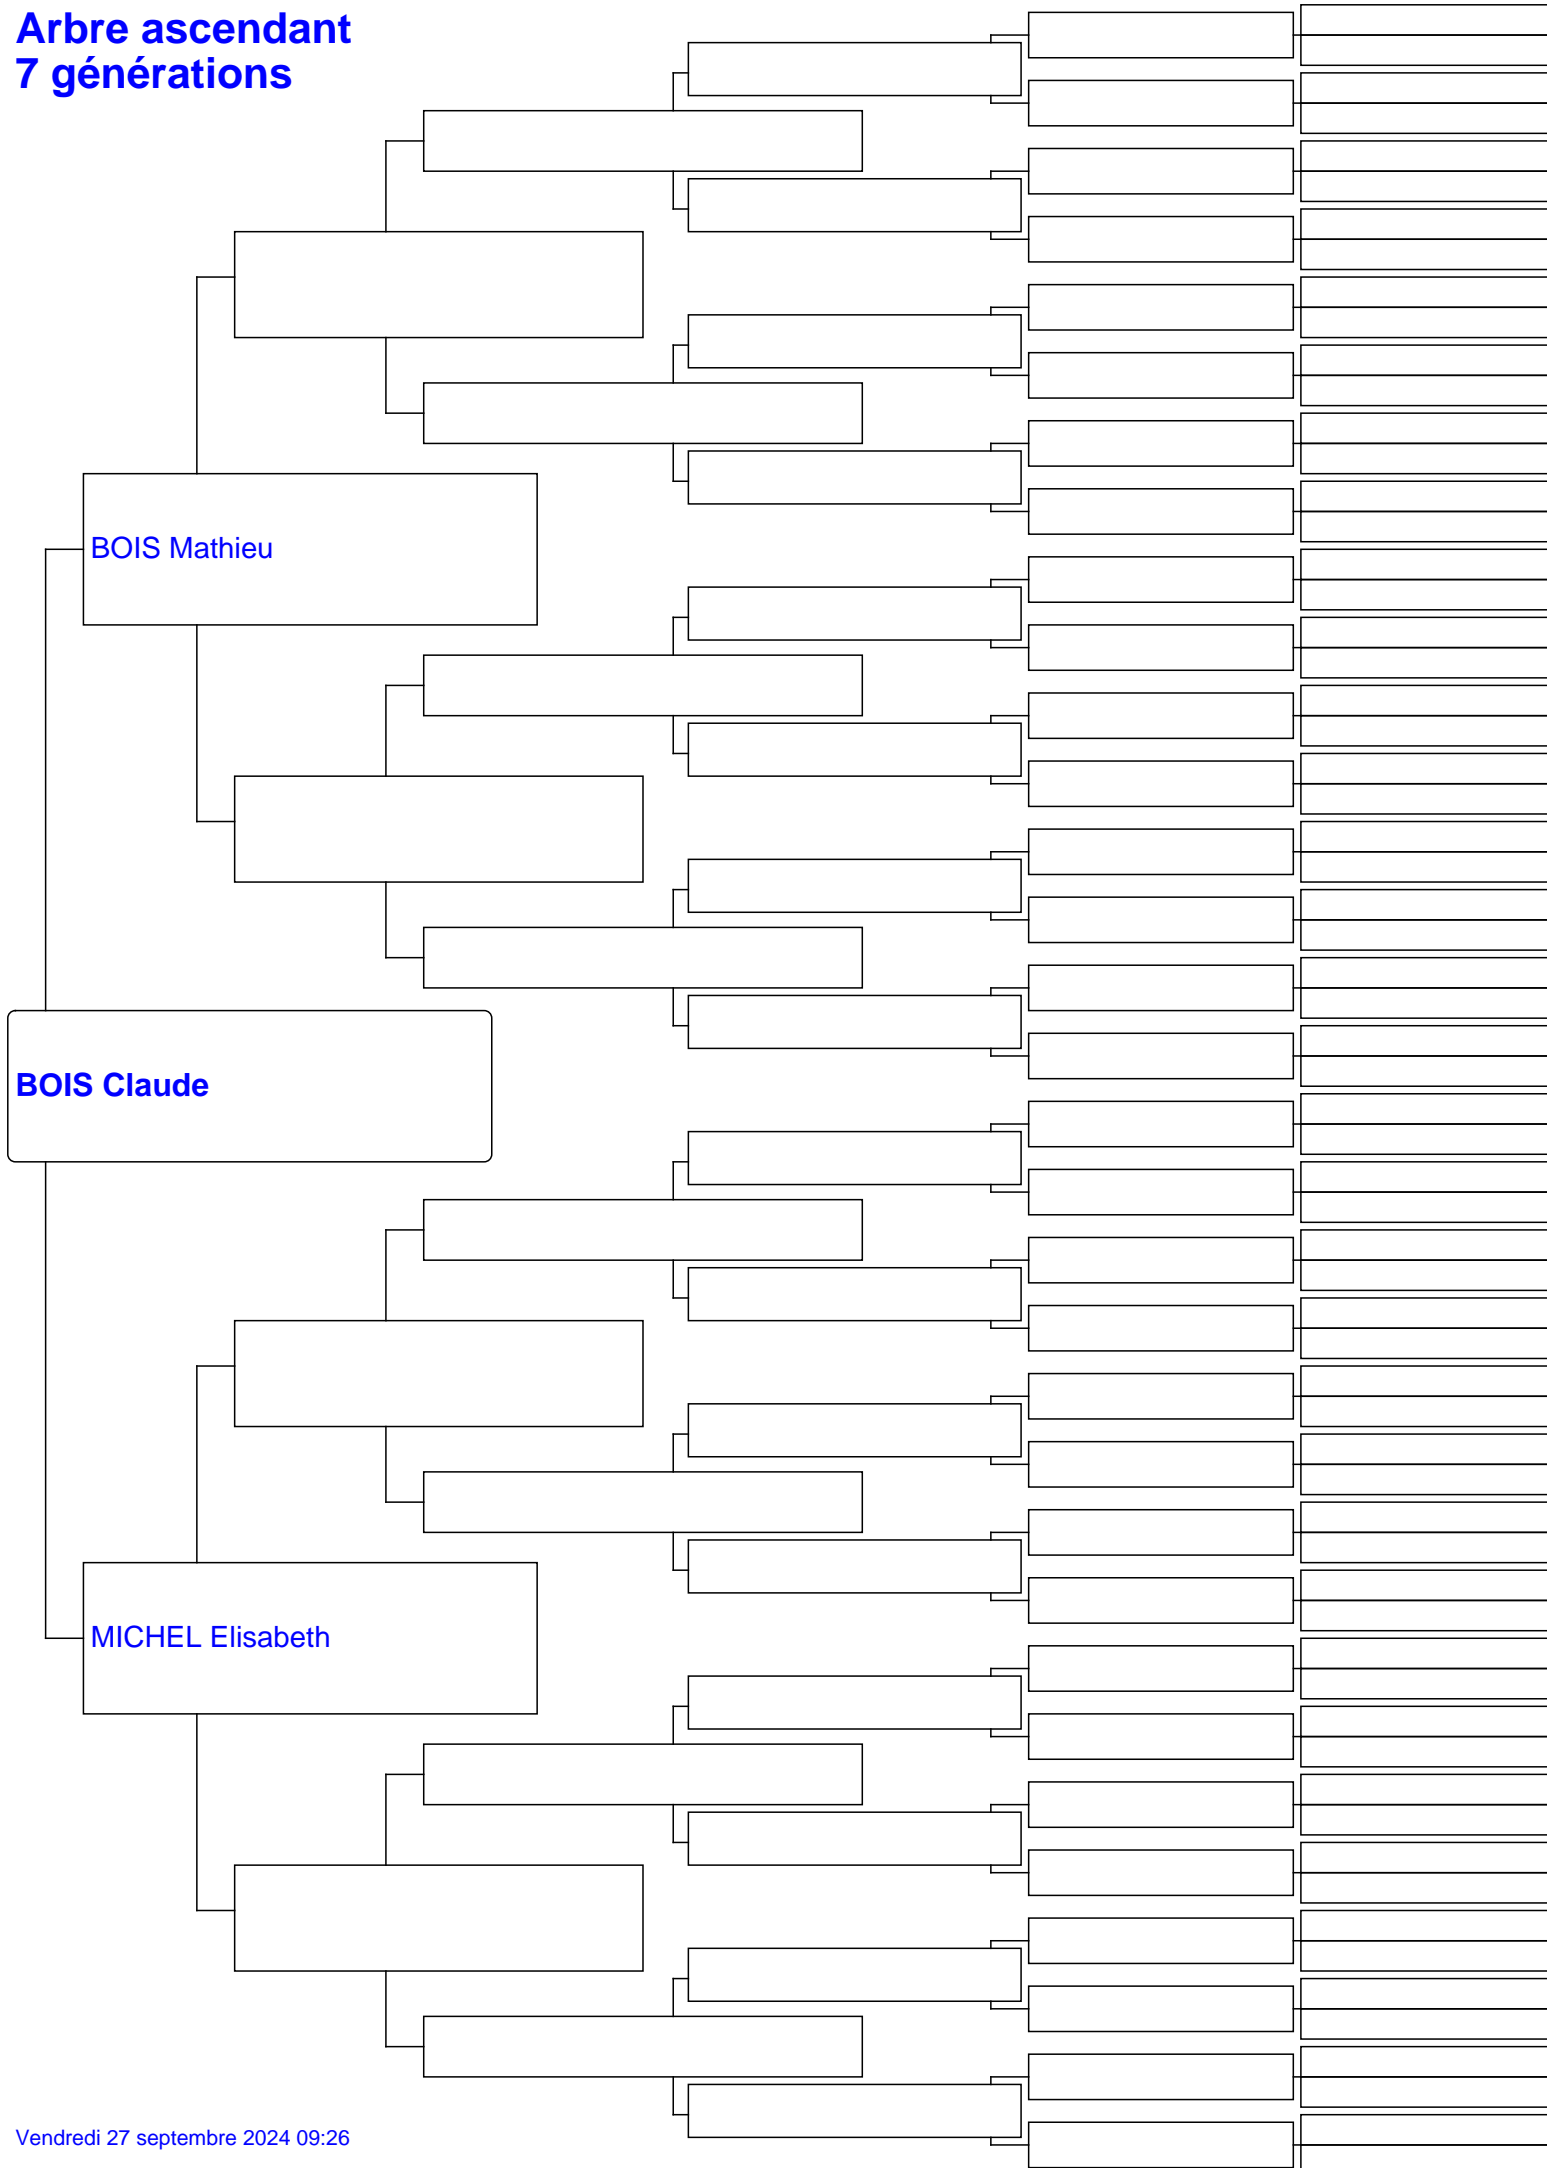 Arbre ascendant
7 générations
BOIS Mathieu
BOIS Claude
MICHEL Elisabeth
Vendredi 27 septembre 2024 09:26